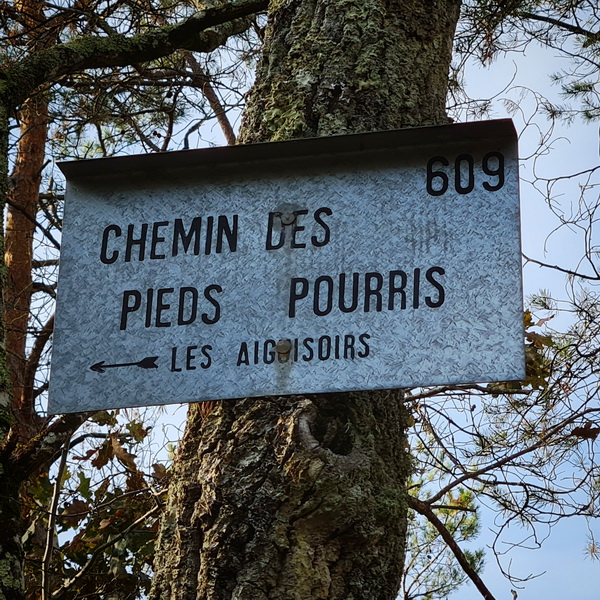 609
CHEMIN DES
PIEDS POURRIS
LES AIGUISOIRS